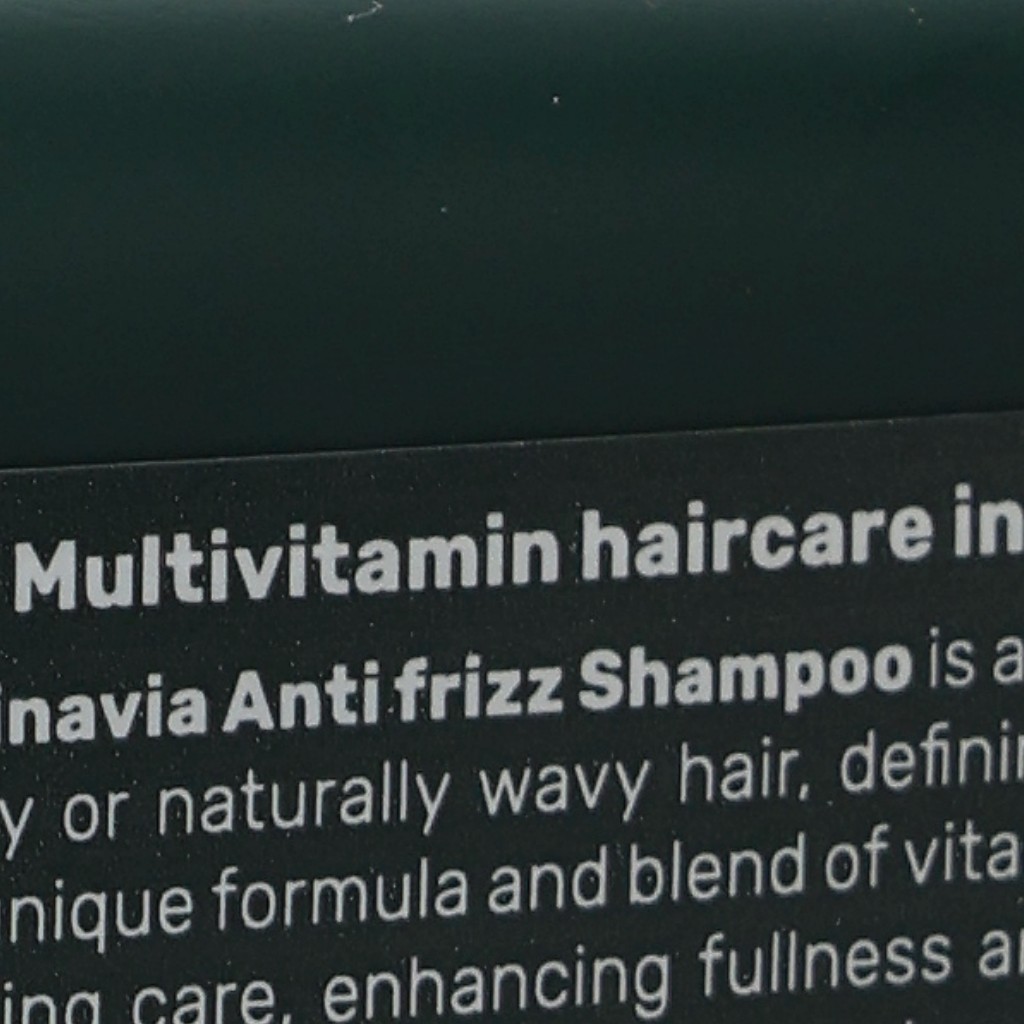 Multivitamin haircare in
inavia Anti frizz Shampoo is a
y or naturally wavy hair, definin
nique formula and blend of vita
ing care, enhancing fullness a